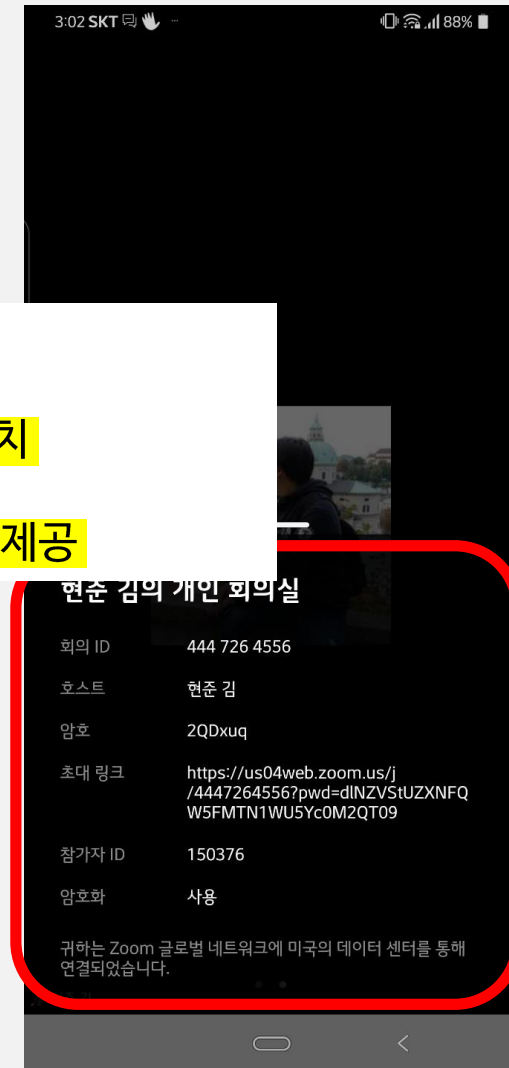 3:02 SKT
88%
치
제공
현준 김의 개인 회의실
회의 ID 444 726 4556
호스트 현준 김
암호 2QDxuq
초대 링크 https://us04web.zoom.us/j
/4447264556?pwd=dlNZVStUZXNFQ
W5FMTN1WU5Yc0M2QT09
참가자 ID 150376
암호화 사용
귀하는 Zoom 글로벌 네트워크에 미국의 데이터 센터를 통해
연결되었습니다.